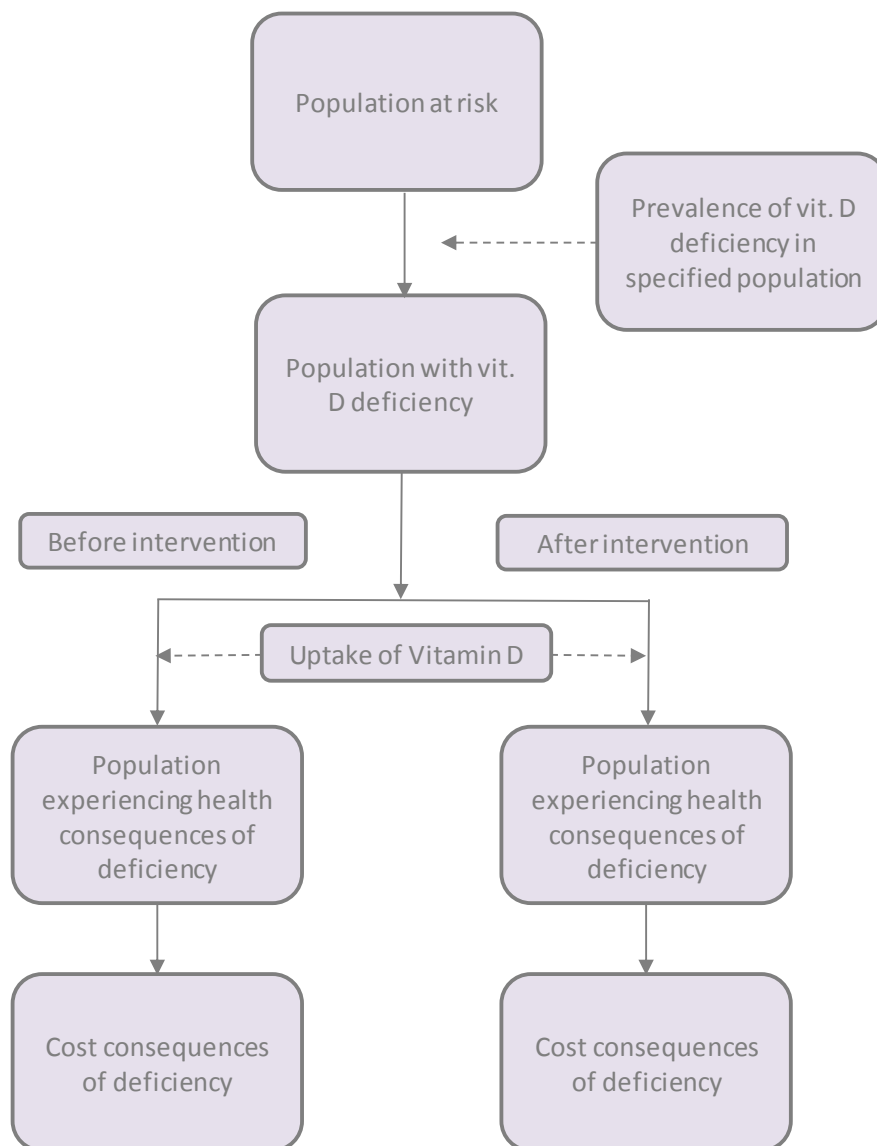 Population at risk
Prevalence of vit. D
deficiency in
specified population
Population with vit.
D deficiency
Before intervention
After intervention
Uptake of Vitamin D
Population
experiencing health
consequences of
deficiency
Population
experiencing health
consequences of
deficiency
Cost consequences
of deficiency
Cost consequences
of deficiency